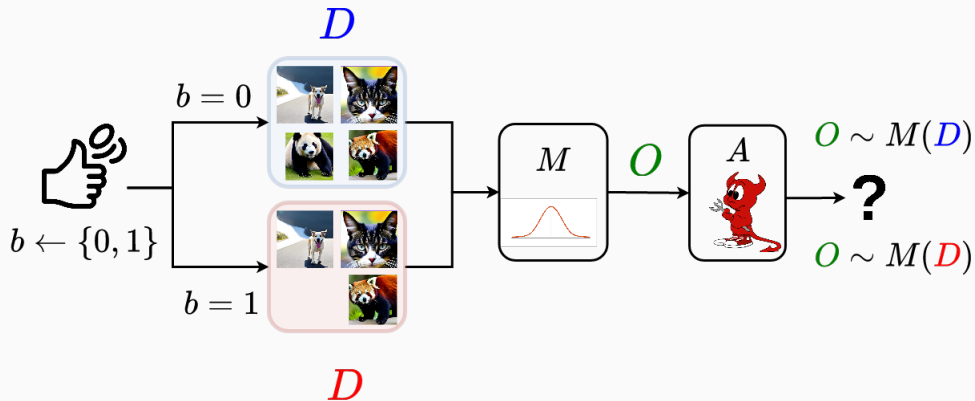 D
b = 0
b ← {0, 1}
b = 1
D
M
O
A
O ∼ M(D)
?
O ∼ M(D)